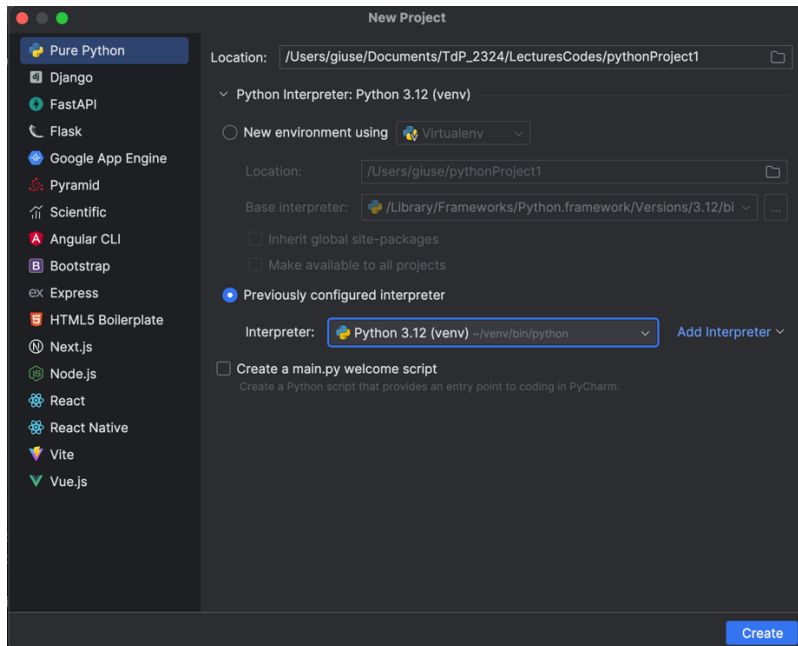 New Project
Pure Python
Django
FastAPI
Flask
Google App Engine
Pyramid
Scientific
Angular CLI
Bootstrap
Express
HTML5 Boilerplate
Next.js
Node.js
React
React Native
Vite
Vue.js
Location: /Users/giuse/Documents/TdP_2324/LecturesCodes/pythonProject1
Python Interpreter: Python 3.12 (venv)
New environment using Virtualenv
Location: /Users/giuse/pythonProject1
Base interpreter: /Library/Frameworks/Python.framework/Versions/3.12/bi ...
Inherit global site-packages
Make available to all projects
Previously configured interpreter
Interpreter: Python 3.12 (venv) ~/venv/bin/python Add Interpreter
Create a main.py welcome script
Create a Python script that provides an entry point to coding in PyCharm.
Create